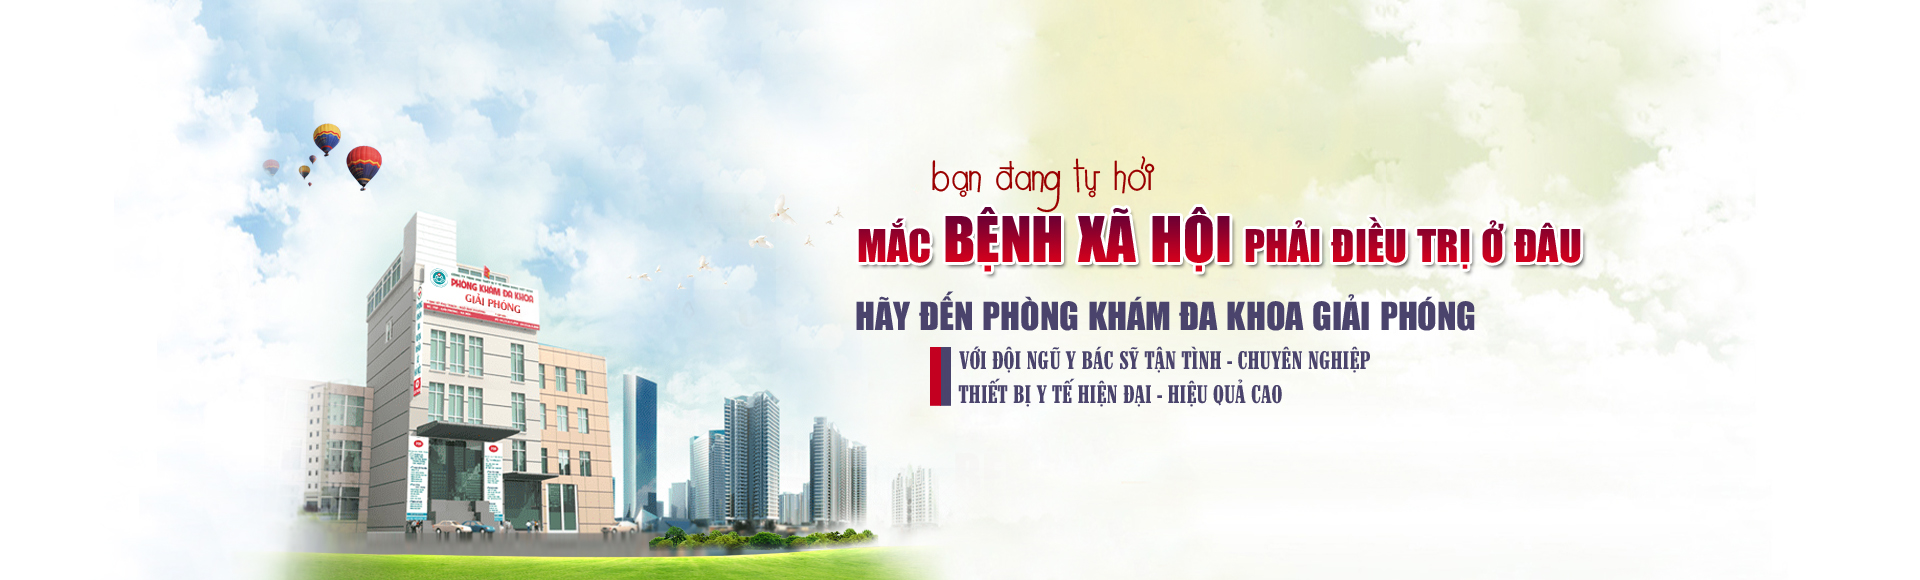 bạn đang tự hỏi
MẮC BỆNH XÃ HỘI PHẢI ĐIỀU TRỊ Ở ĐÂU
HÃY ĐẾN PHÒNG KHÁM ĐA KHOA GIẢI PHÓNG
VỚI ĐỘI NGŨ Y BÁC SỸ TẬN TÌNH - CHUYÊN NGHIỆP
THIẾT BỊ Y TẾ HIỆN ĐẠI - HIỆU QUẢ CAO
PHÒNG KHÁM ĐA KHOA
GIẢI PHÓNG